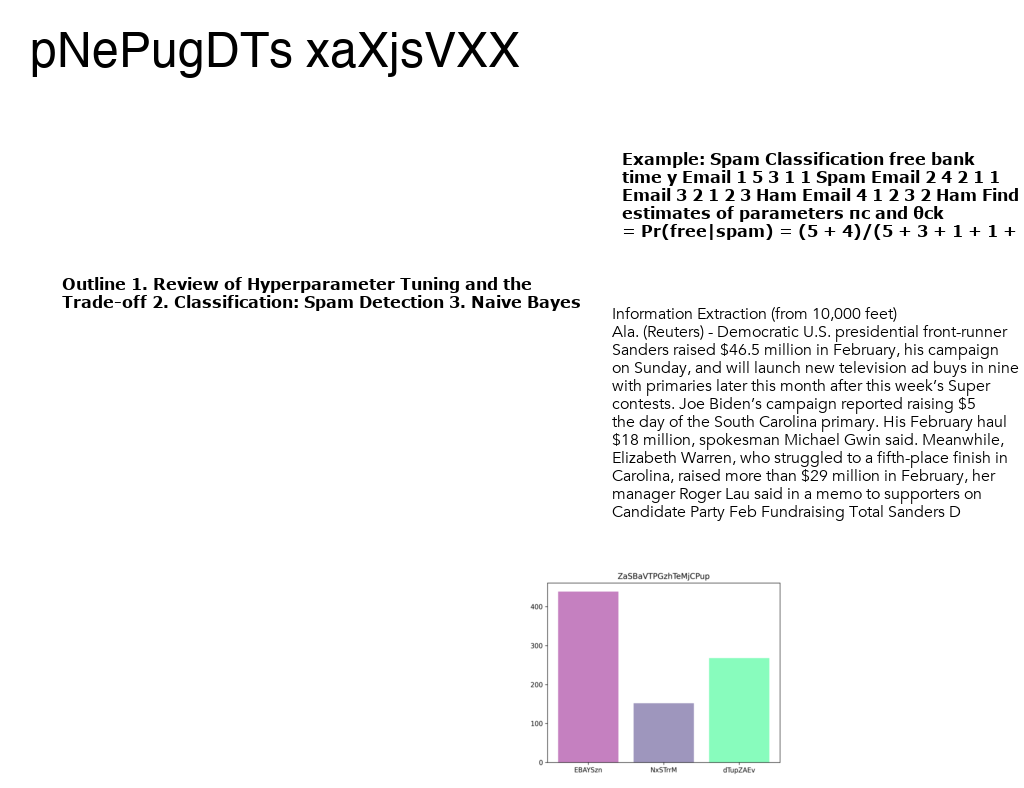 pNePugDTs xaXjsVXX
Example: Spam Classification free bank
time y Email 1 5 3 1 1 Spam Email 2 4 2 1 1
Email 3 2 1 2 3 Ham Email 4 1 2 3 2 Ham Find
estimates of parameters πc and θck
= Pr(free|spam) = (5 + 4)/(5 + 3 + 1 + 1 +
Outline 1. Review of Hyperparameter Tuning and the
Trade-off 2. Classification: Spam Detection 3. Naive Bayes
Information Extraction (from 10,000 feet)
Ala. (Reuters) - Democratic U.S. presidential front-runner
Sanders raised $46.5 million in February, his campaign
on Sunday, and will launch new television ad buys in nine
with primaries later this month after this week’s Super
contests. Joe Biden’s campaign reported raising $5
the day of the South Carolina primary. His February haul
$18 million, spokesman Michael Gwin said. Meanwhile,
Elizabeth Warren, who struggled to a fifth-place finish in
Carolina, raised more than $29 million in February, her
manager Roger Lau said in a memo to supporters on
Candidate Party Feb Fundraising Total Sanders D
ZaSBaVTPGzhTeMjCPup
400
300
200
100
0
EBAYSzn NxSTrrM dTupZAEv